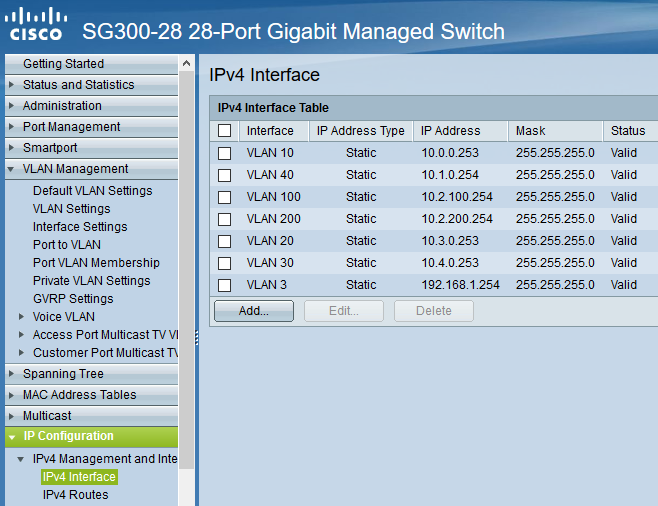 CISCO
SG300-28 28-Port Gigabit Managed Switch
Getting Started
Status and Statistics
Administration
Port Management
Smartport
VLAN Management
Default VLAN Settings
VLAN Settings
Interface Settings
Port to VLAN
Port VLAN Membership
Private VLAN Settings
GVRP Settings
Voice VLAN
Access Port Multicast TV VL
Customer Port Multicast TV
Spanning Tree
MAC Address Tables
Multicast
IP Configuration
IPv4 Management and Inte
IPv4 Interface
IPv4 Routes
IPv4 Interface
IPv4 Interface Table
Interface IP Address Type IP Address Mask Status
VLAN 10 Static 10.0.0.253 255.255.255.0 Valid
VLAN 40 Static 10.1.0.254 255.255.255.0 Valid
VLAN 100 Static 10.2.100.254 255.255.255.0 Valid
VLAN 200 Static 10.2.200.254 255.255.255.0 Valid
VLAN 20 Static 10.3.0.253 255.255.255.0 Valid
VLAN 30 Static 10.4.0.253 255.255.255.0 Valid
VLAN 3 Static 192.168.1.254 255.255.255.0 Valid
Add... Edit... Delete